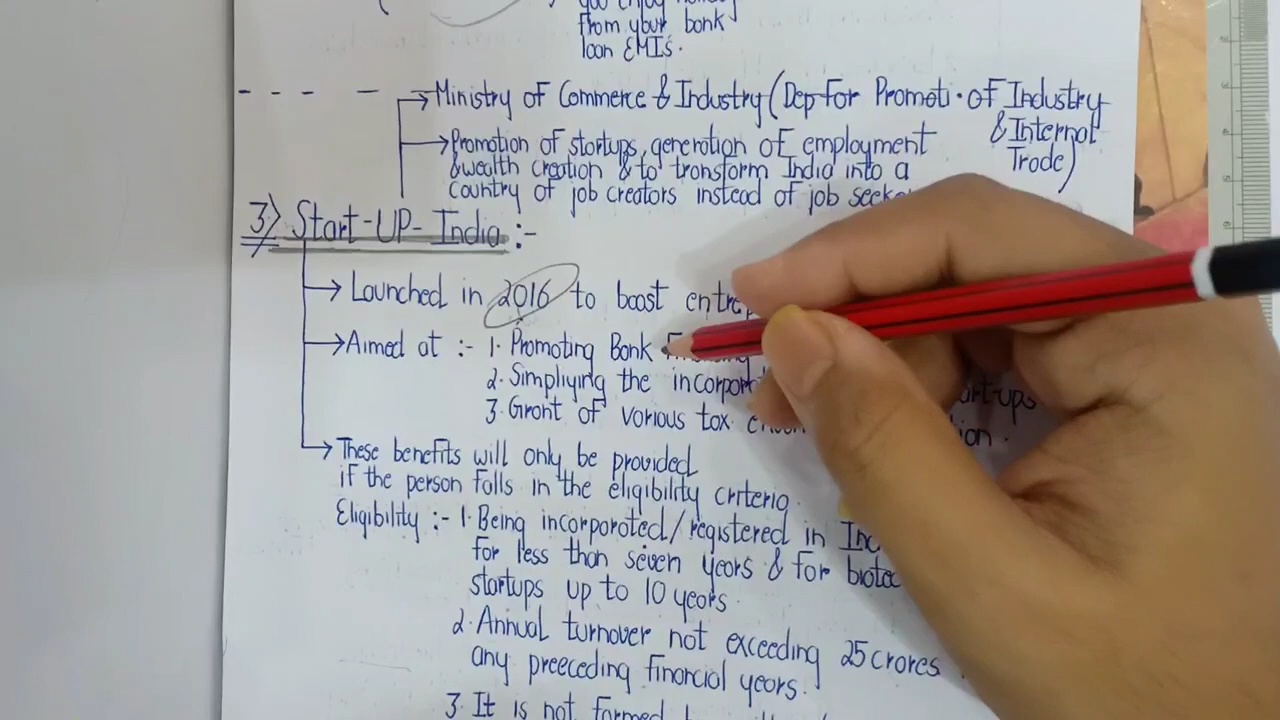 from your bank
loan EMI's.
Ministry of Commerce & Industry (Dep for Promoti. of Industry
& Internal
Trade)
Promotion of startups, generation of employment
& wealth creation & to transform India into a
country of job creators instead of job
3) Start-UP-India :-
Launched in 2016 to boost
Aimed at :- 1. Promoting Bank
2. Simpliying the
3. Grant of various tax
These benefits will only be provided
if the person falls in the eligibility criteria.
Eligibility :- 1. Being incorporated/registered in
for less than seven years & for
startups up to 10 years.
2. Annual turnover not exceeding 25 crores
any preeceding financial years.
3. It is not formed